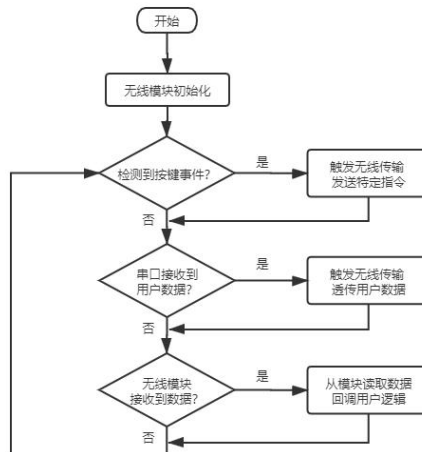 开始
无线模块初始化
检测到按键事件?
是
触发无线传输
发送特定指令
否
串口接收到
用户数据?
是
触发无线传输
透传用户数据
否
无线模块
接收到数据?
是
从模块读取数据
回调用户逻辑
否